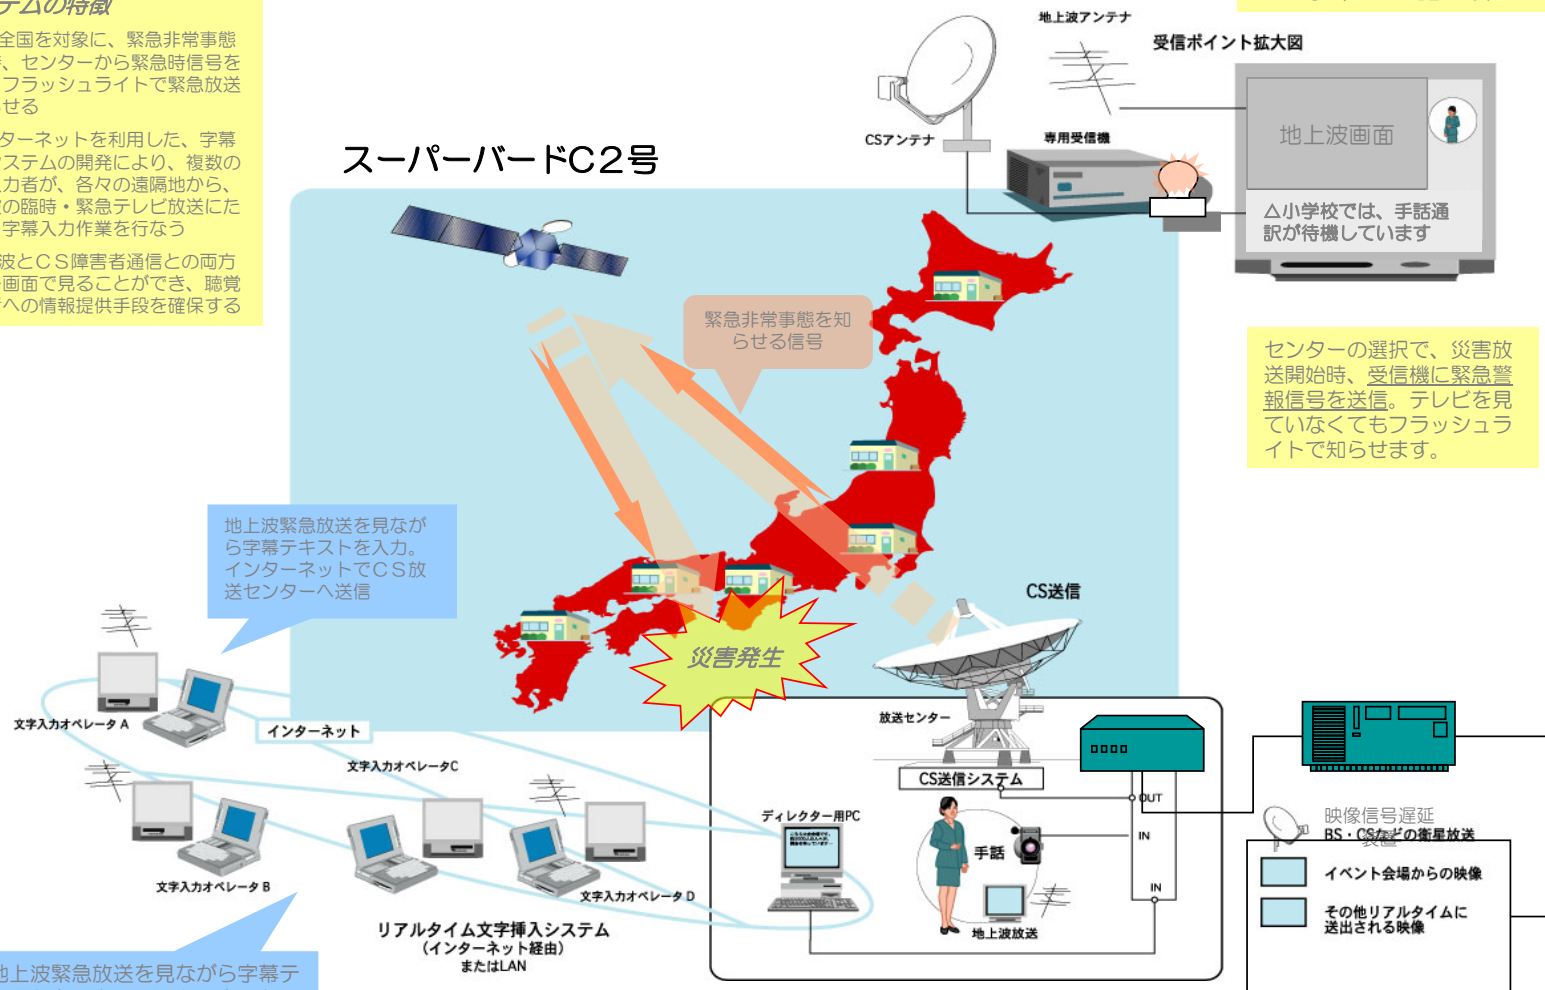 テムの特徴
全国を対象に、緊急非常事態
、センターから緊急時信号を
フラッシュライトで緊急放送
せる
ターネットを利用した、字幕
システムの開発により、複数の
力者が、各々の遠隔地から、
の臨時・緊急テレビ放送にた
字幕入力作業を行なう
波とCS障害者通信との両方
画面で見ることができ、聴覚
への情報提供手段を確保する
スーパーバードC2号
地上波アンテナ
受信ポイント拡大図
CSアンテナ
専用受信機
地上波画面
△小学校では、手話通
訳が待機しています
緊急非常事態を知
らせる信号
センターの選択で、災害放
送開始時、受信機に緊急警
報信号を送信。テレビを見
ていなくてもフラッシュラ
イトで知らせます。
地上波緊急放送を見なが
ら字幕テキストを入力。
インターネットでCS放
送センターへ送信
災害発生
CS送信
放送センター
CS送信システム
OUT
IN
IN
手話
地上波放送
ディレクター用PC
文字入力オペレータ A
インターネット
文字入力オペレータC
文字入力オペレータ B
文字入力オペレータ D
リアルタイム文字挿入システム
(インターネット経由)
またはLAN
映像信号遅延
装置
BS・CSなどの衛星放送
イベント会場からの映像
その他リアルタイムに
送出される映像
地上波緊急放送を見ながら字幕テ